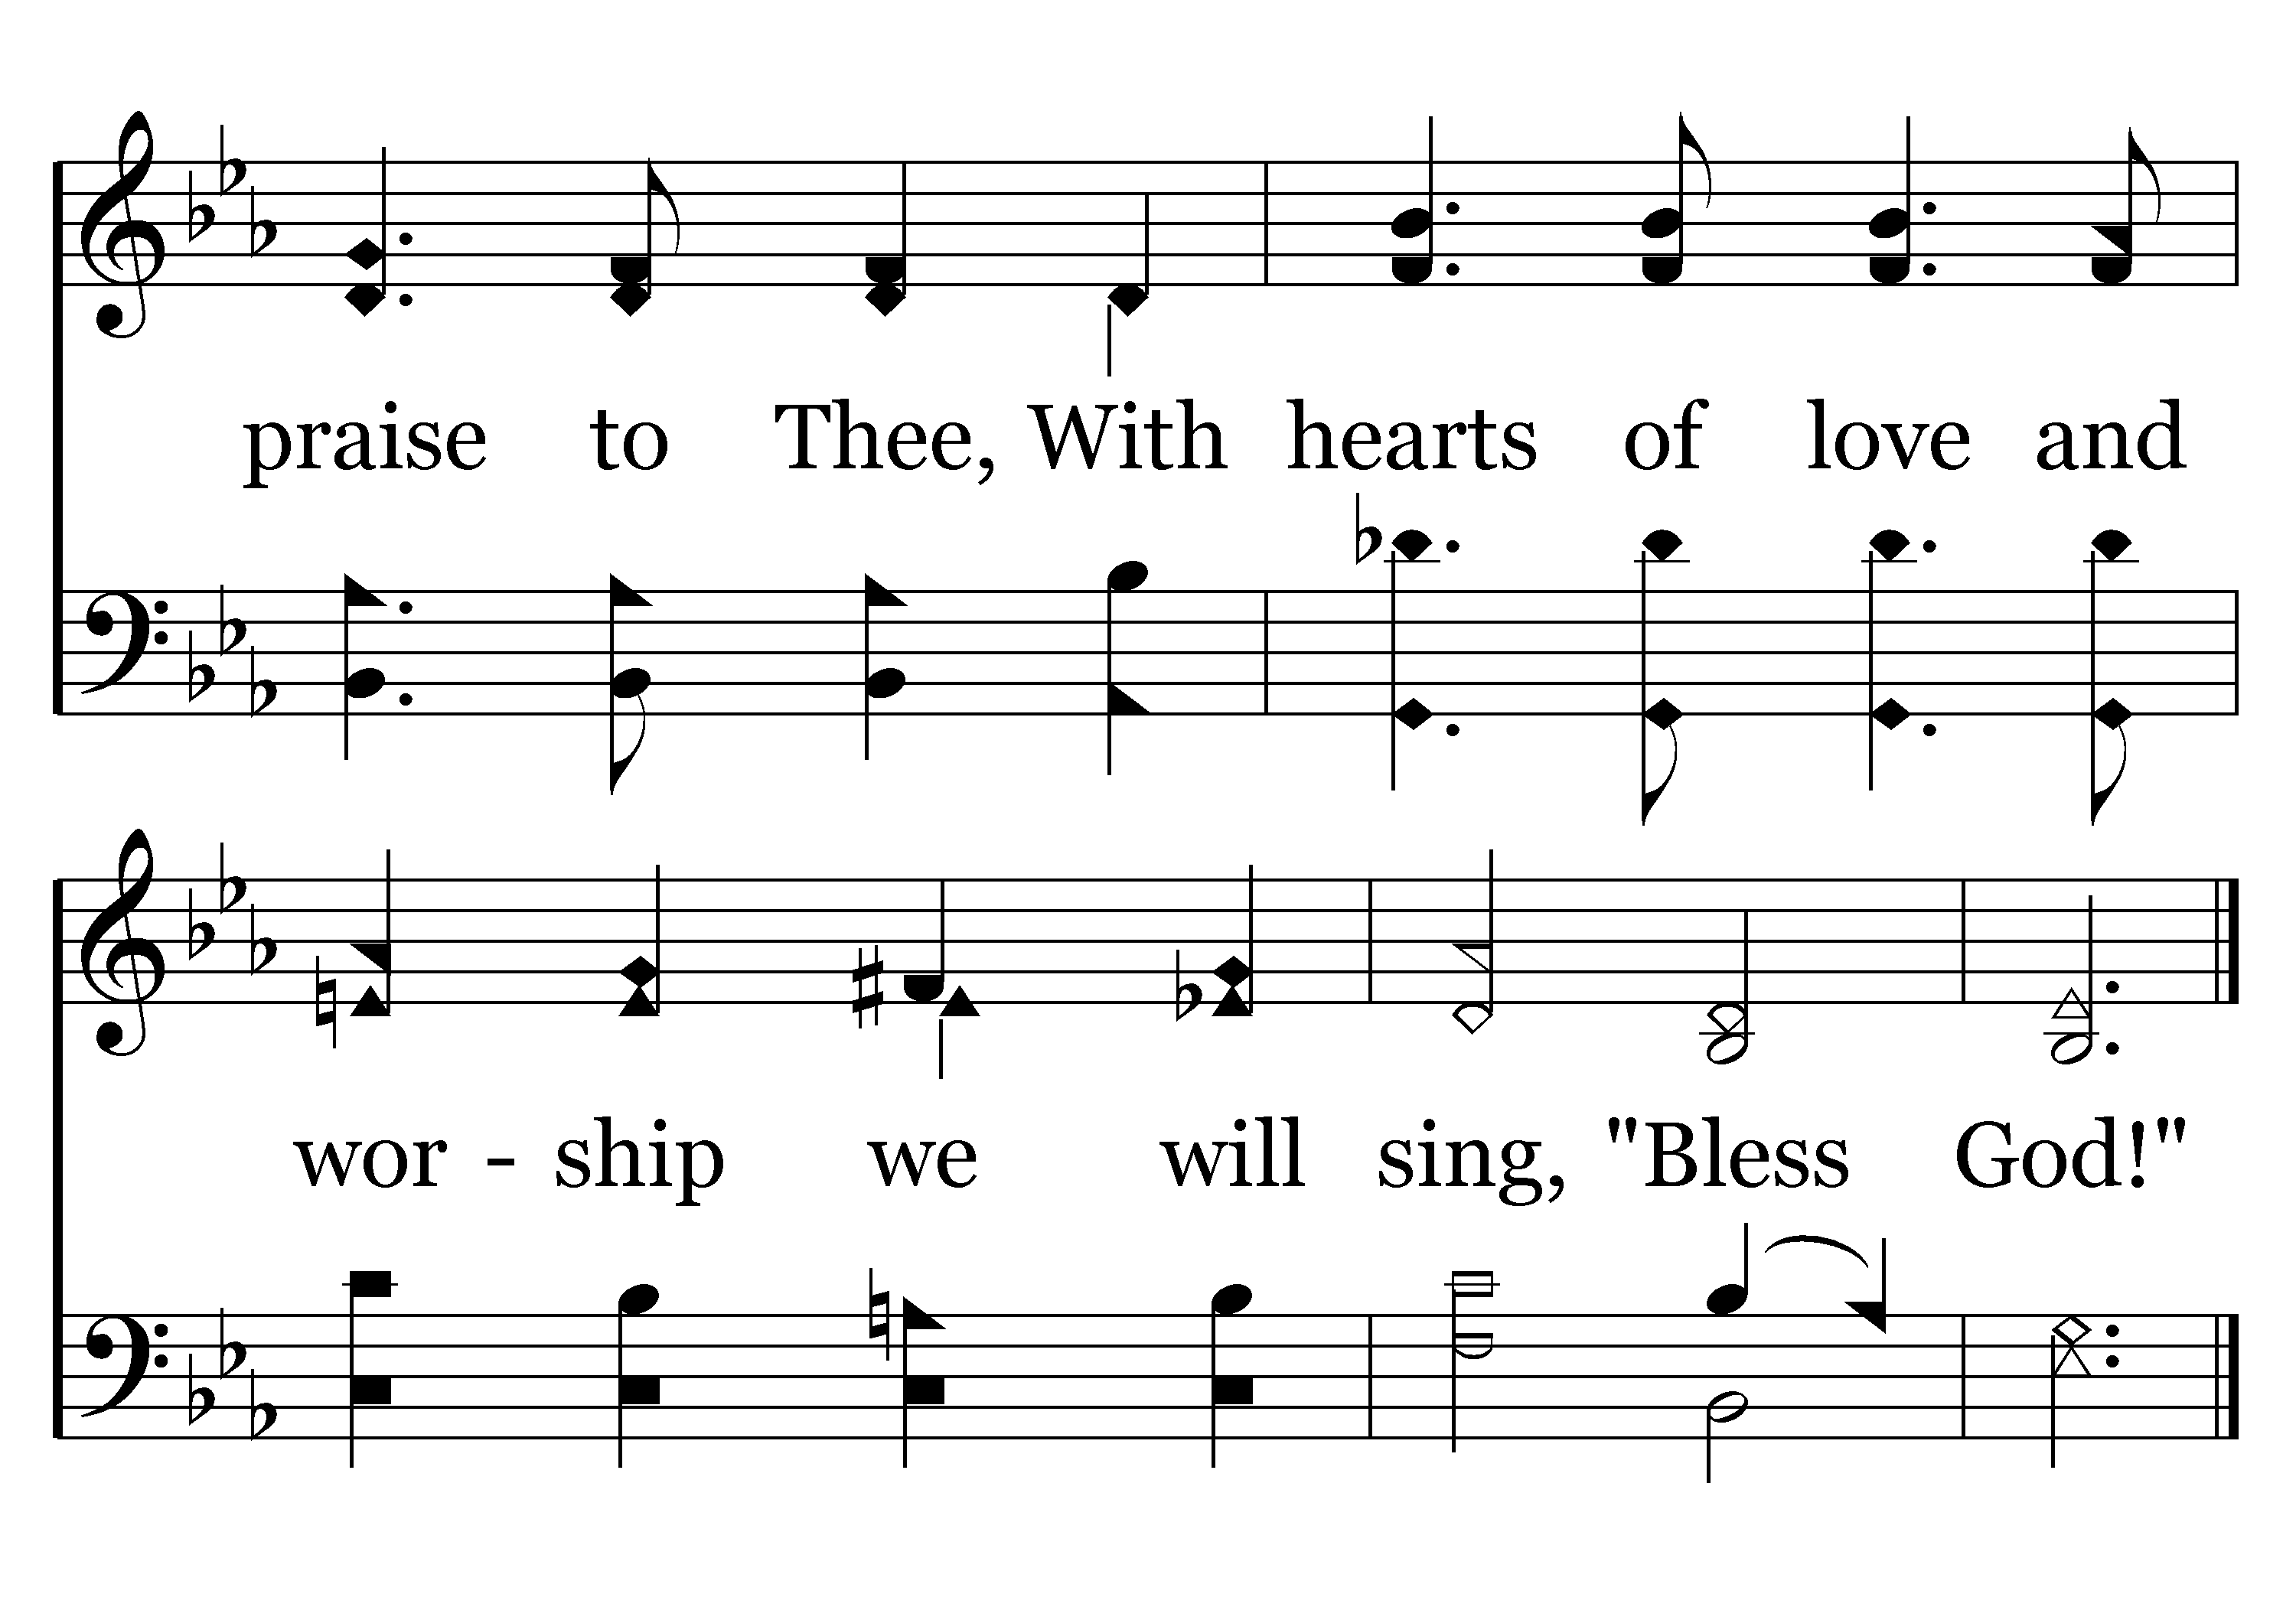 praise to Thee, With hearts of love and
wor - ship we will sing, "Bless God!"